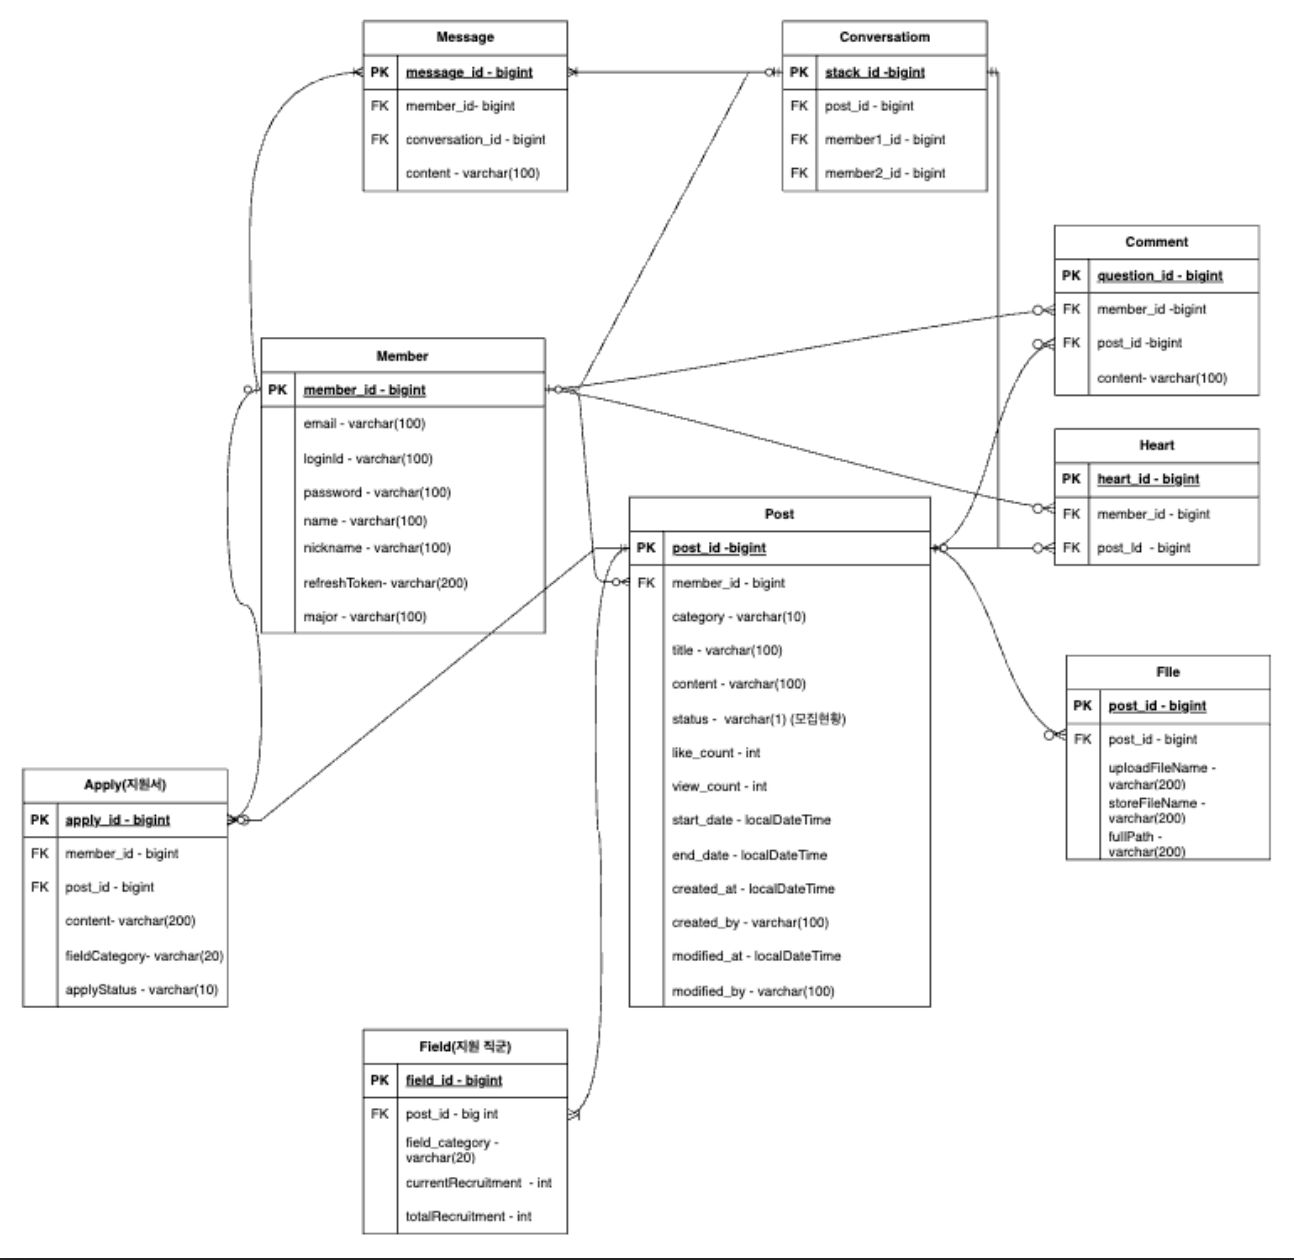 Message
PK message_id - bigint
FK member_id- bigint
FK conversation_id - bigint
content - varchar(100)
Conversatiom
PK stack_id -bigint
FK post_id - bigint
FK member1_id - bigint
FK member2_id - bigint
Comment
PK question_id - bigint
FK member_id -bigint
FK post_id -bigint
content- varchar(100)
Member
PK member_id - bigint
email - varchar(100)
loginId - varchar(100)
password - varchar(100)
name - varchar(100)
nickname - varchar(100)
refreshToken- varchar(200)
major - varchar(100)
Heart
PK heart_id - bigint
FK member_id - bigint
FK post_Id - bigint
Post
PK post_id -bigint
FK member_id - bigint
category - varchar(10)
title - varchar(100)
content - varchar(100)
status - varchar(1) (모집현황)
like_count - int
view_count - int
start_date - localDateTime
end_date - localDateTime
created_at - localDateTime
created_by - varchar(100)
modified_at - localDateTime
modified_by - varchar(100)
FIle
PK post_id - bigint
FK post_id - bigint
uploadFileName -
varchar(200)
storeFileName -
varchar(200)
fullPath -
varchar(200)
Apply(지원서)
PK apply_id - bigint
FK member_id - bigint
FK post_id - bigint
content- varchar(200)
fieldCategory- varchar(20)
applyStatus - varchar(10)
Field(지원 직군)
PK field_id - bigint
FK post_id - big int
field_category -
varchar(20)
currentRecruitment - int
totalRecruitment - int